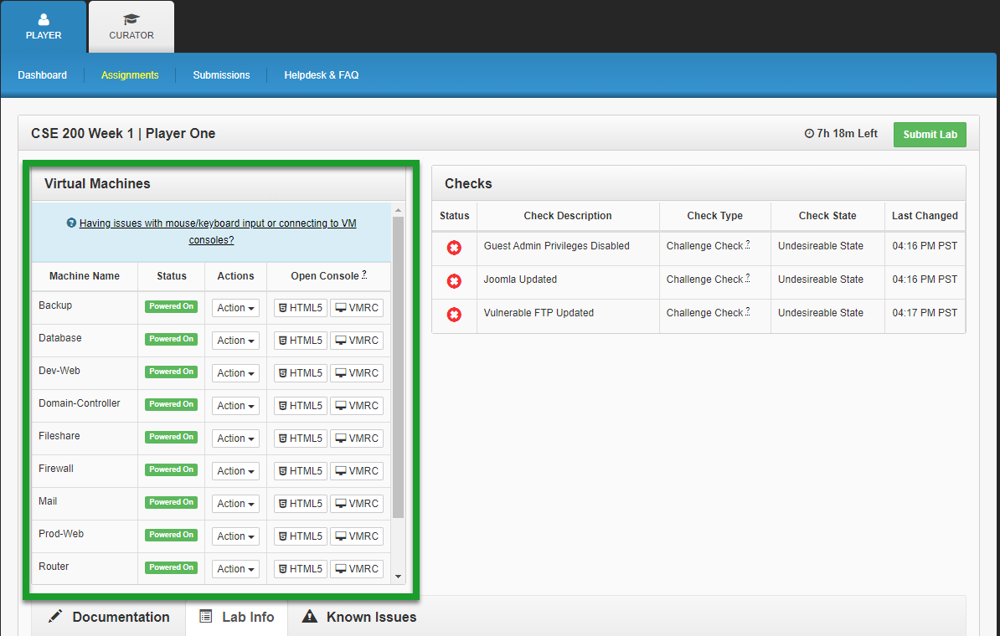 PLAYER
CURATOR
Dashboard
Assignments
Submissions
Helpdesk & FAQ
CSE 200 Week 1 | Player One
7h 18m Left
Submit Lab
Virtual Machines
? Having issues with mouse/keyboard input or connecting to VM
consoles?
Machine Name Status Actions Open Console ?
Backup Powered On Action HTML5 VMRC
Database Powered On Action HTML5 VMRC
Dev-Web Powered On Action HTML5 VMRC
Domain-Controller Powered On Action HTML5 VMRC
Fileshare Powered On Action HTML5 VMRC
Firewall Powered On Action HTML5 VMRC
Mail Powered On Action HTML5 VMRC
Prod-Web Powered On Action HTML5 VMRC
Router Powered On Action HTML5 VMRC
Checks
Status Check Description Check Type Check State Last Changed
Guest Admin Privileges Disabled Challenge Check ? Undesireable State 04:16 PM PST
Joomla Updated Challenge Check ? Undesireable State 04:16 PM PST
Vulnerable FTP Updated Challenge Check ? Undesireable State 04:17 PM PST
Documentation
Lab Info
Known Issues